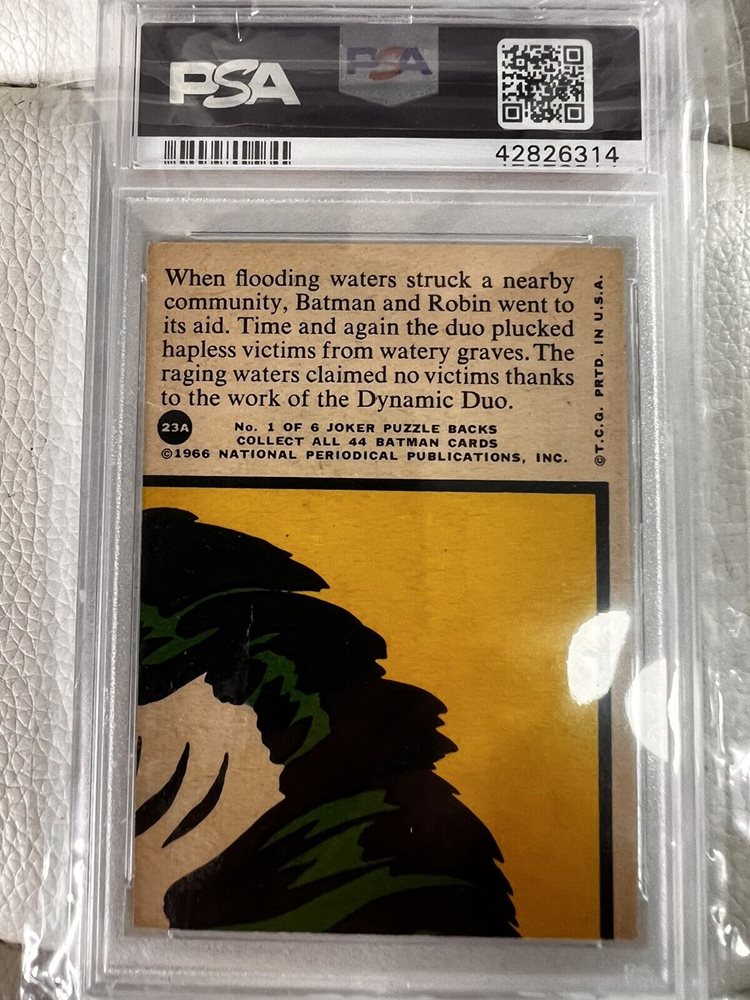 PSA
PSA
42826314
When flooding waters struck a nearby
community, Batman and Robin went to
its aid. Time and again the duo plucked
hapless victims from watery graves. The
raging waters claimed no victims thanks
to the work of the Dynamic Duo.
23A
No. 1 OF 6 JOKER PUZZLE BACKS
COLLECT ALL 44 BATMAN CARDS
©1966 NATIONAL PERIODICAL PUBLICATIONS, INC.
©T.C.G. PRTD. IN U.S.A.